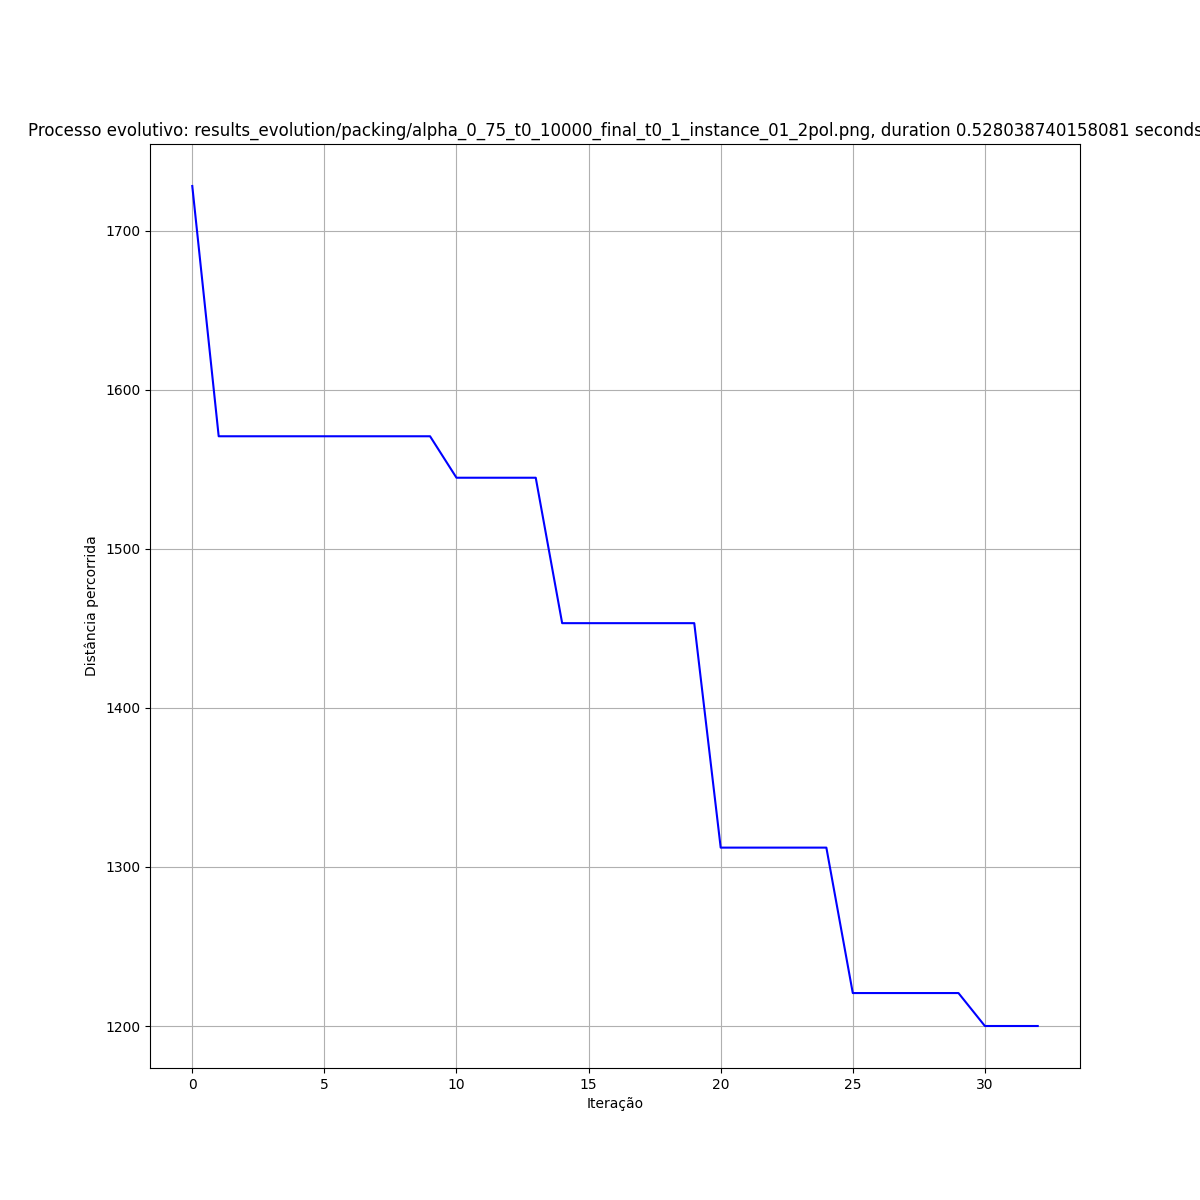 Processo evolutivo: results_evolution/packing/alpha_0_75_t0_10000_final_t0_1_instance_01_2pol.png, duration 0.528038740158081 seconds
1700
1600
1500
1400
1300
1200
Distância percorrida
0 5 10 15 20 25 30
Iteração